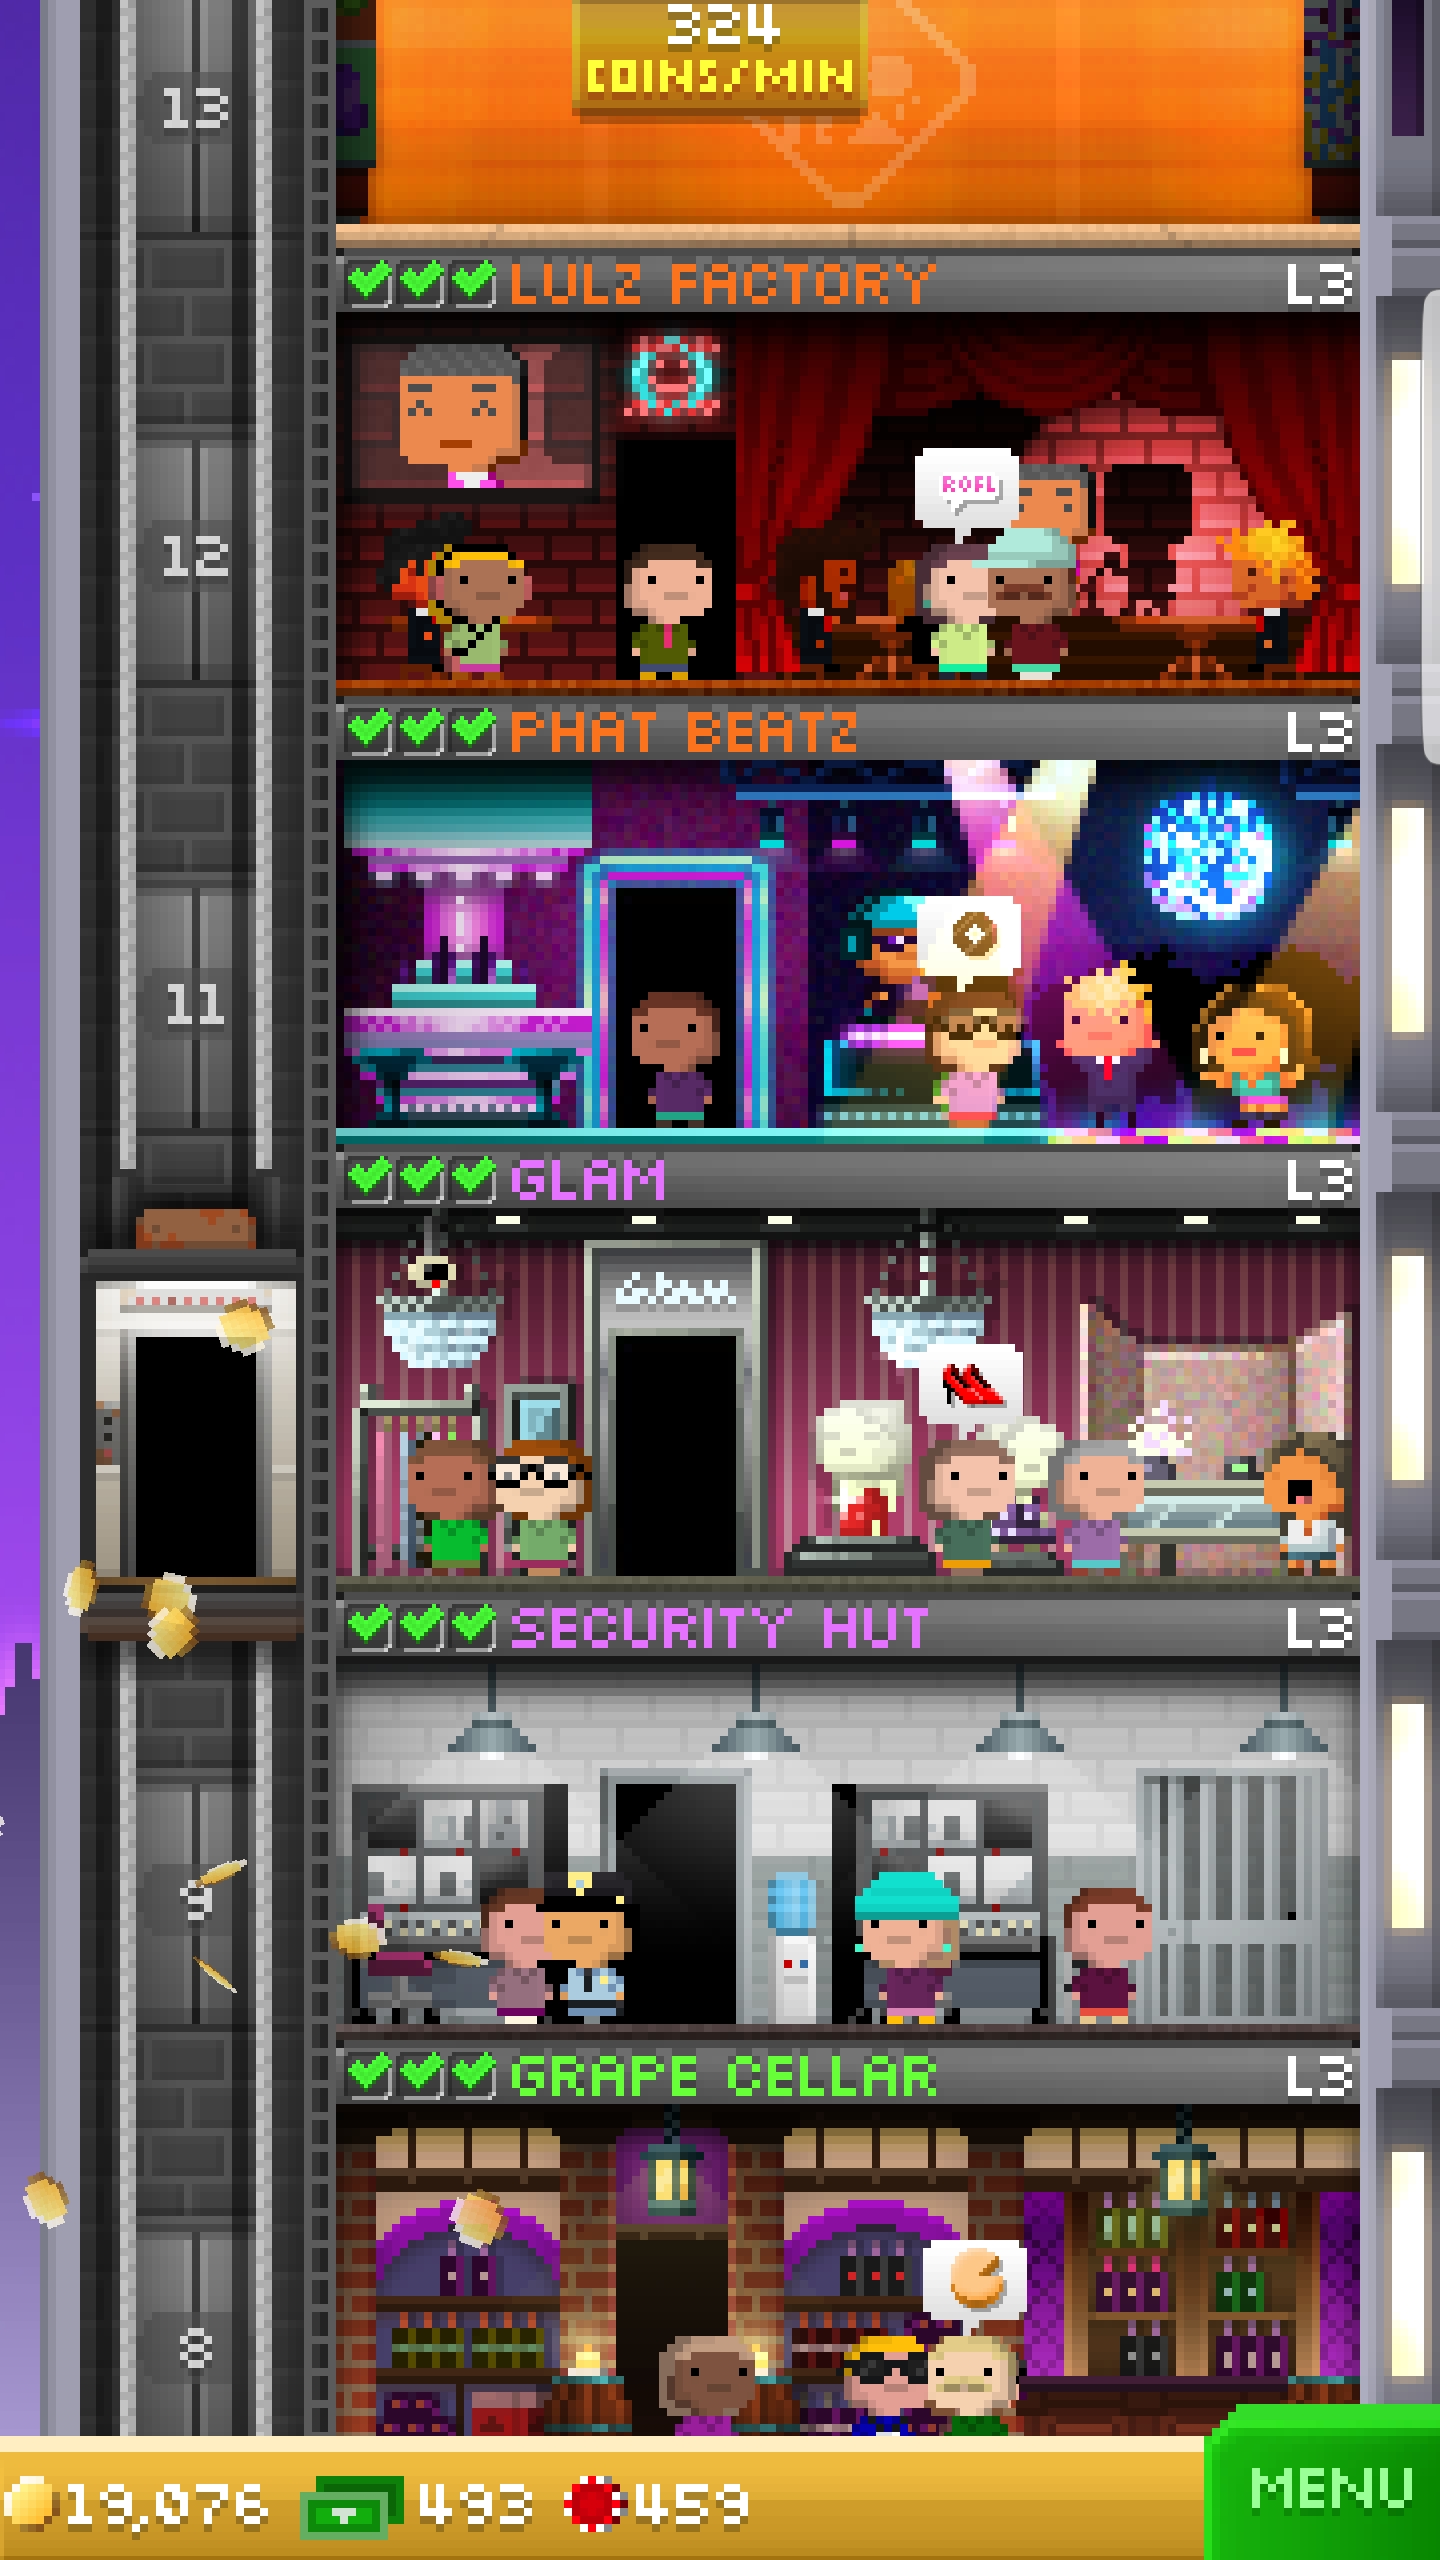 324
COINS/MIN
13
LULZ FACTORY L3
ROFL
12
PHAT BEATZ L3
11
GLAM L3
Glam
SECURITY HUT L3
9
GRAPE CELLAR L3
8
19,076 493 459
MENU